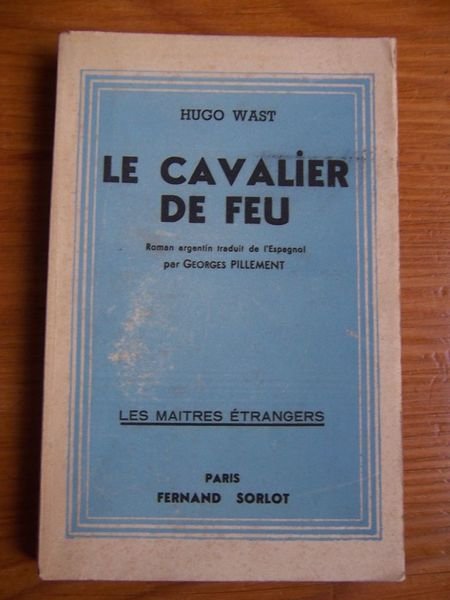 HUGO WAST
LE CAVALiER
DE FEU
Roman argentin traduit de l'Espagnol
par GEORGES PILLEMENT
LES MAITRES ÉTRANGERS
PARIS
FERNAND SORLOT